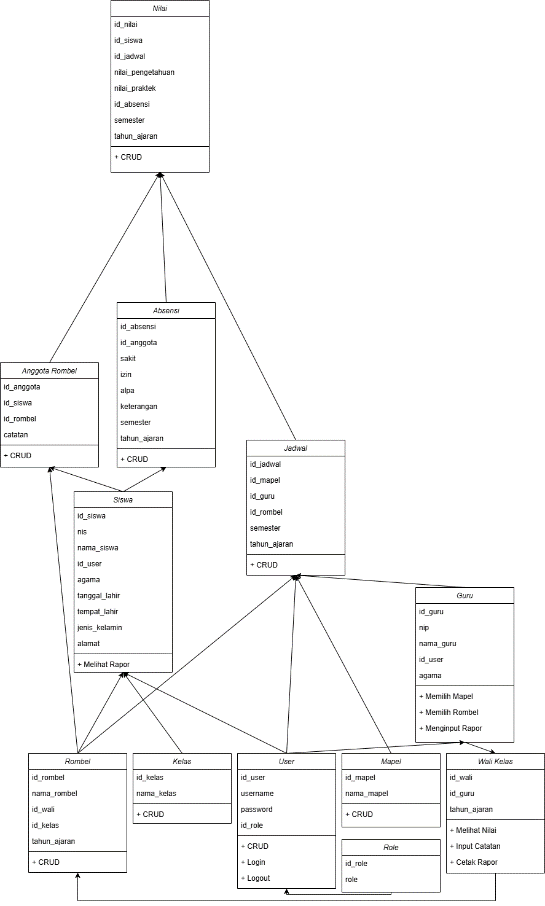 Nilai
id_nilai
id_siswa
id_jadwal
nilai_pengetahuan
nilai_praktek
id_absensi
semester
tahun_ajaran
+ CRUD
Absensi
id_absensi
id_anggota
sakit
izin
alpa
keterangan
semester
tahun_ajaran
+ CRUD
Anggota Rombel
id_anggota
id_siswa
id_rombel
catatan
+ CRUD
Jadwal
id_jadwal
id_mapel
id_guru
id_rombel
semester
tahun_ajaran
+ CRUD
Siswa
id_siswa
nis
nama_siswa
id_user
agama
tanggal_lahir
tempat_lahir
jenis_kelamin
alamat
+ Melihat Rapor
Guru
id_guru
nip
nama_guru
id_user
agama
+ Memilih Mapel
+ Memilih Rombel
+ Menginput Rapor
Rombel
id_rombel
nama_rombel
id_wali
id_kelas
tahun_ajaran
+ CRUD
Kelas
id_kelas
nama_kelas
+ CRUD
User
id_user
username
password
id_role
+ CRUD
+ Login
+ Logout
Mapel
id_mapel
nama_mapel
+ CRUD
Role
id_role
role
Wali Kelas
id_wali
id_guru
tahun_ajaran
+ Melihat Nilai
+ Input Catatan
+ Cetak Rapor